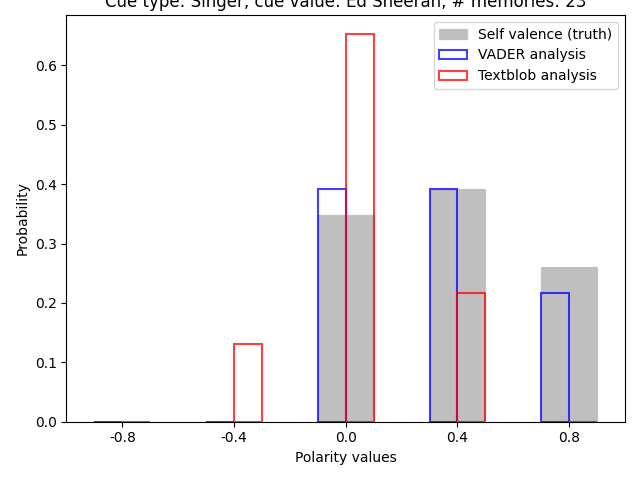 Cue type: Singer, cue value: Ed Sheeran, # memories: 23
Self valence (truth)
VADER analysis
Textblob analysis
Probability
0.6
0.5
0.4
0.3
0.2
0.1
0.0
-0.8
-0.4
0.0
0.4
0.8
Polarity values